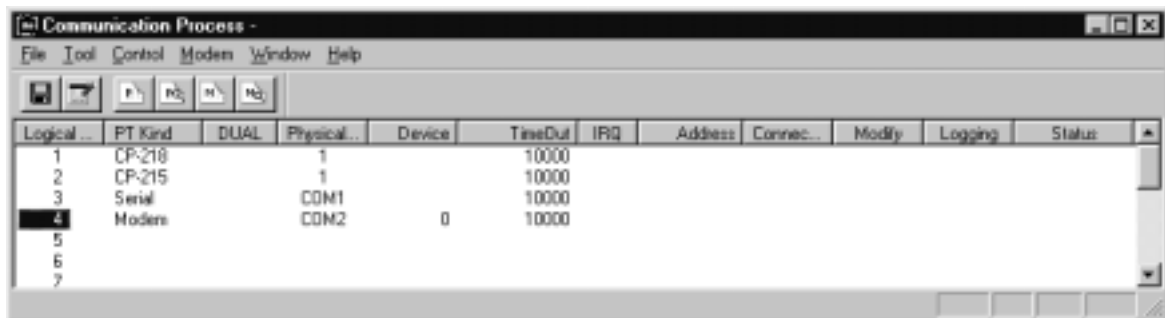 Communication Process -
File Tool Control Modem Window Help
Logical ... PT Kind DUAL Physical... Device TimeOut IRQ Address Connec... Modify Logging Status
1 CP-218 1 10000
2 CP-215 1 10000
3 Serial COM1 10000
4 Modem COM2 0 10000
5
6
7